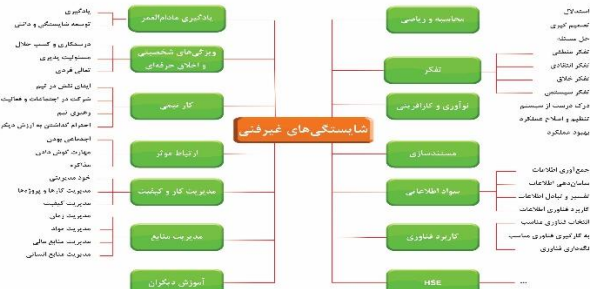 شایستگی‌های غیرفنی
محاسبه و ریاضی
تفکر
نوآوری و کارآفرینی
مستندسازی
سواد اطلاعاتی
کاربرد فناوری
HSE
استدلال
تصمیم گیری
حل مسئله
تفکر منطقی
تفکر انتقادی
تفکر خلاق
تفکر سیستمی
درک درست از سیستم
تنظیم و اصلاح عملکرد
بهبود عملکرد
جمع‌آوری اطلاعات
سامان‌دهی اطلاعات
تفسیر و تبادل اطلاعات
کاربرد فناوری اطلاعات
انتخاب فناوری مناسب
به کارگیری فناوری مناسب
نگهداری فناوری
...
یادگیری مادام‌العمر
ویژگی‌های شخصیتی
و اخلاق حرفه‌ای
کار تیمی
ارتباط موثر
مدیریت کار و کیفیت
مدیریت منابع
آموزش دیگران
یادگیری
توسعه شایستگی و دانش
درستکاری و کسب حلال
مسئولیت پذیری
تعالی فردی
ایفای نقش در تیم
شرکت در اجتماعات و فعالیت
رهبری تیم
احترام گذاشتن به ارزش دیگر
اجتماعی بودن
مهارت گوش دادن
مذاکره
خود مدیریتی
مدیریت کارها و پروژه‌ها
مدیریت کیفیت
مدیریت زمان
مدیریت مواد
مدیریت منابع مالی
مدیریت منابع انسانی